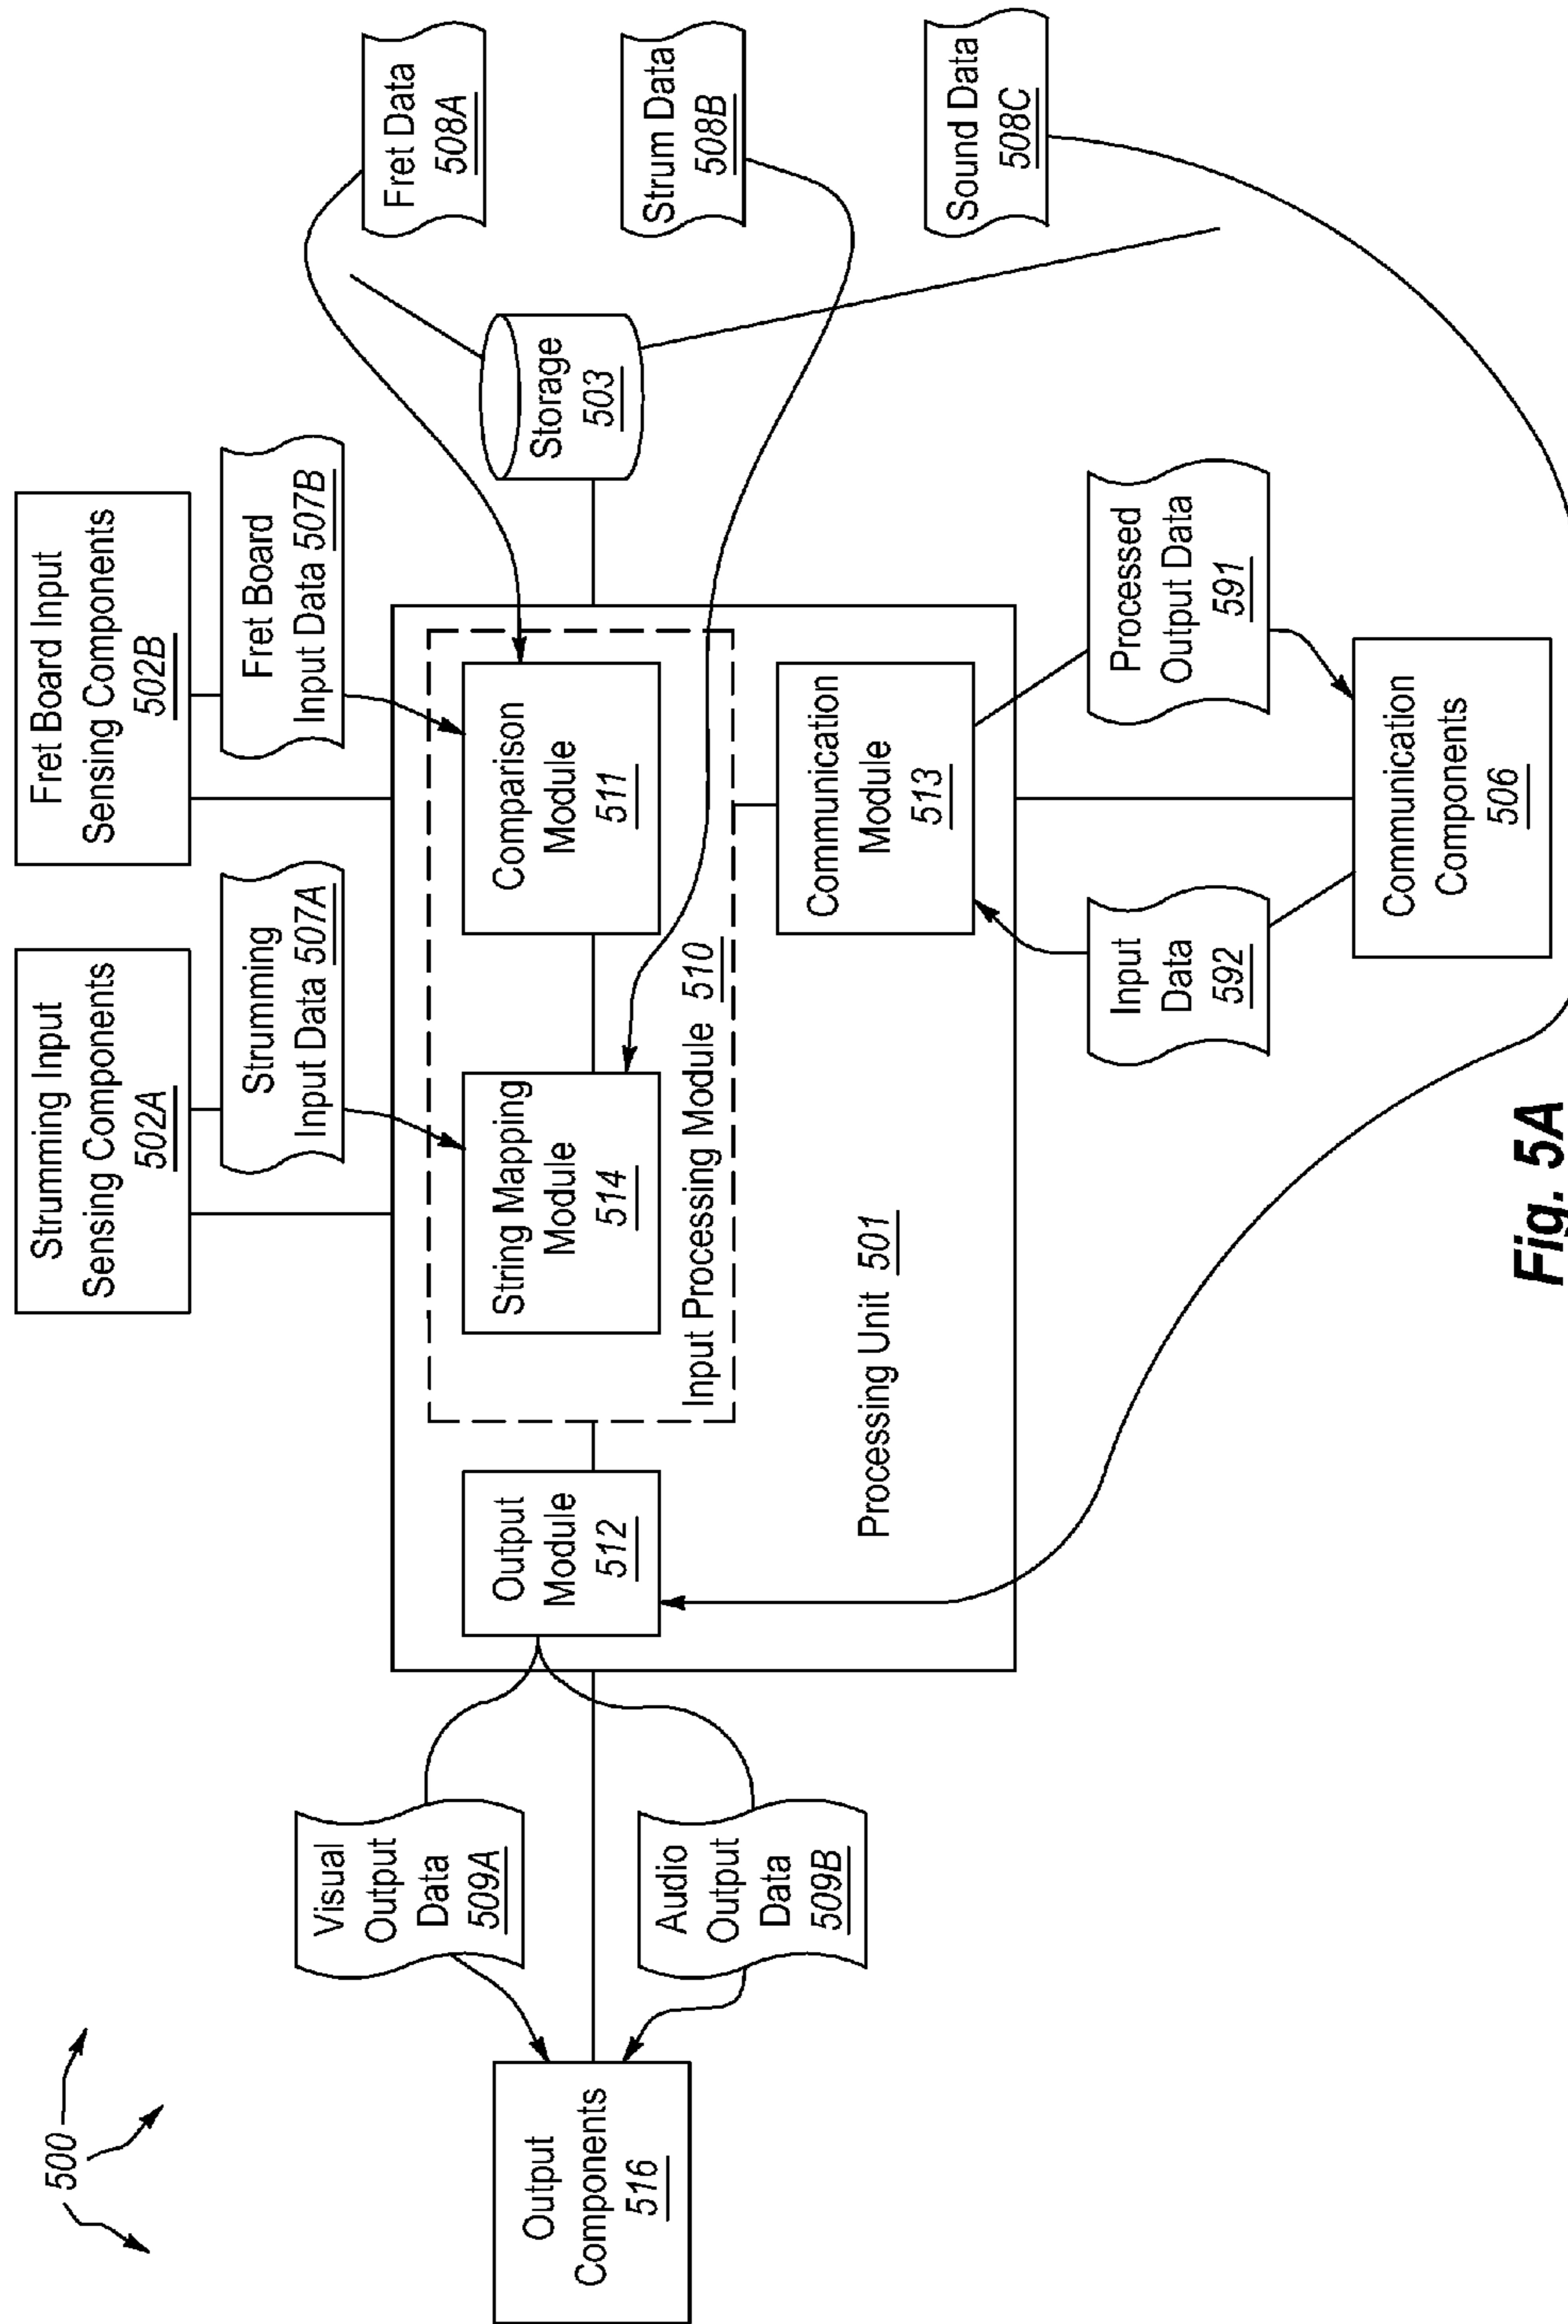 500
Strumming Input
Sensing Components
502A
Fret Board Input
Sensing Components
502B
Strumming
Input Data 507A
Fret Board
Input Data 507B
Fret Data
508A
Strum Data
508B
Sound Data
508C
Storage
503
Visual
Output
Data
509A
Audio
Output
Data
509B
Output
Components
516
Output
Module
512
String Mapping
Module
514
Comparison
Module
511
Input Processing Module 510
Communication
Module
513
Processing Unit 501
Input
Data
592
Processed
Output Data
591
Communication
Components
506
Fig. 5A